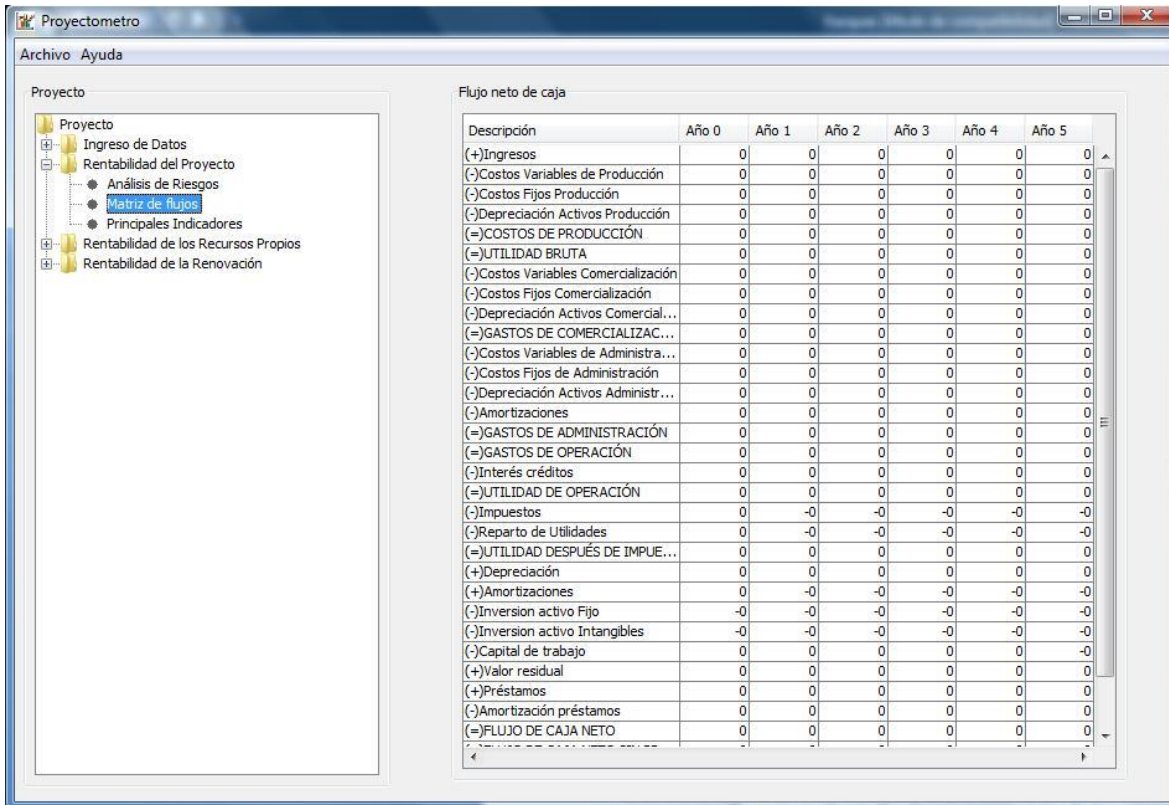 Proyectometro
Archivo Ayuda
Proyecto
Proyecto
Ingreso de Datos
Rentabilidad del Proyecto
Análisis de Riesgos
Matriz de flujos
Principales Indicadores
Rentabilidad de los Recursos Propios
Rentabilidad de la Renovación
Flujo neto de caja
Descripción Año 0 Año 1 Año 2 Año 3 Año 4 Año 5
(+)Ingresos 0 0 0 0 0 0
(-)Costos Variables de Producción 0 0 0 0 0 0
(-)Costos Fijos Producción 0 0 0 0 0 0
(-)Depreciación Activos Producción 0 0 0 0 0 0
(=)COSTOS DE PRODUCCIÓN 0 0 0 0 0 0
(=)UTILIDAD BRUTA 0 0 0 0 0 0
(-)Costos Variables Comercialización 0 0 0 0 0 0
(-)Costos Fijos Comercialización 0 0 0 0 0 0
(-)Depreciación Activos Comercial... 0 0 0 0 0 0
(=)GASTOS DE COMERCIALIZAC... 0 0 0 0 0 0
(-)Costos Variables de Administra... 0 0 0 0 0 0
(-)Costos Fijos de Administración 0 0 0 0 0 0
(-)Depreciación Activos Administr... 0 0 0 0 0 0
(-)Amortizaciones 0 0 0 0 0 0
(=)GASTOS DE ADMINISTRACIÓN 0 0 0 0 0 0
(=)GASTOS DE OPERACIÓN 0 0 0 0 0 0
(-)Interés créditos 0 0 0 0 0 0
(=)UTILIDAD DE OPERACIÓN 0 0 0 0 0 0
(-)Impuestos 0 -0 -0 -0 -0 -0
(-)Reparto de Utilidades 0 -0 -0 -0 -0 -0
(=)UTILIDAD DESPUÉS DE IMPUE... 0 0 0 0 0 0
(+)Depreciación 0 0 0 0 0 0
(+)Amortizaciones 0 -0 -0 -0 -0 -0
(-)Inversion activo Fijo -0 -0 -0 -0 -0 -0
(-)Inversion activo Intangibles -0 -0 -0 -0 -0 -0
(-)Capital de trabajo 0 0 0 0 0 -0
(+)Valor residual 0 0 0 0 0 0
(+)Préstamos 0 0 0 0 0 0
(-)Amortización préstamos 0 0 0 0 0 0
(=)FLUJO DE CAJA NETO 0 0 0 0 0 0